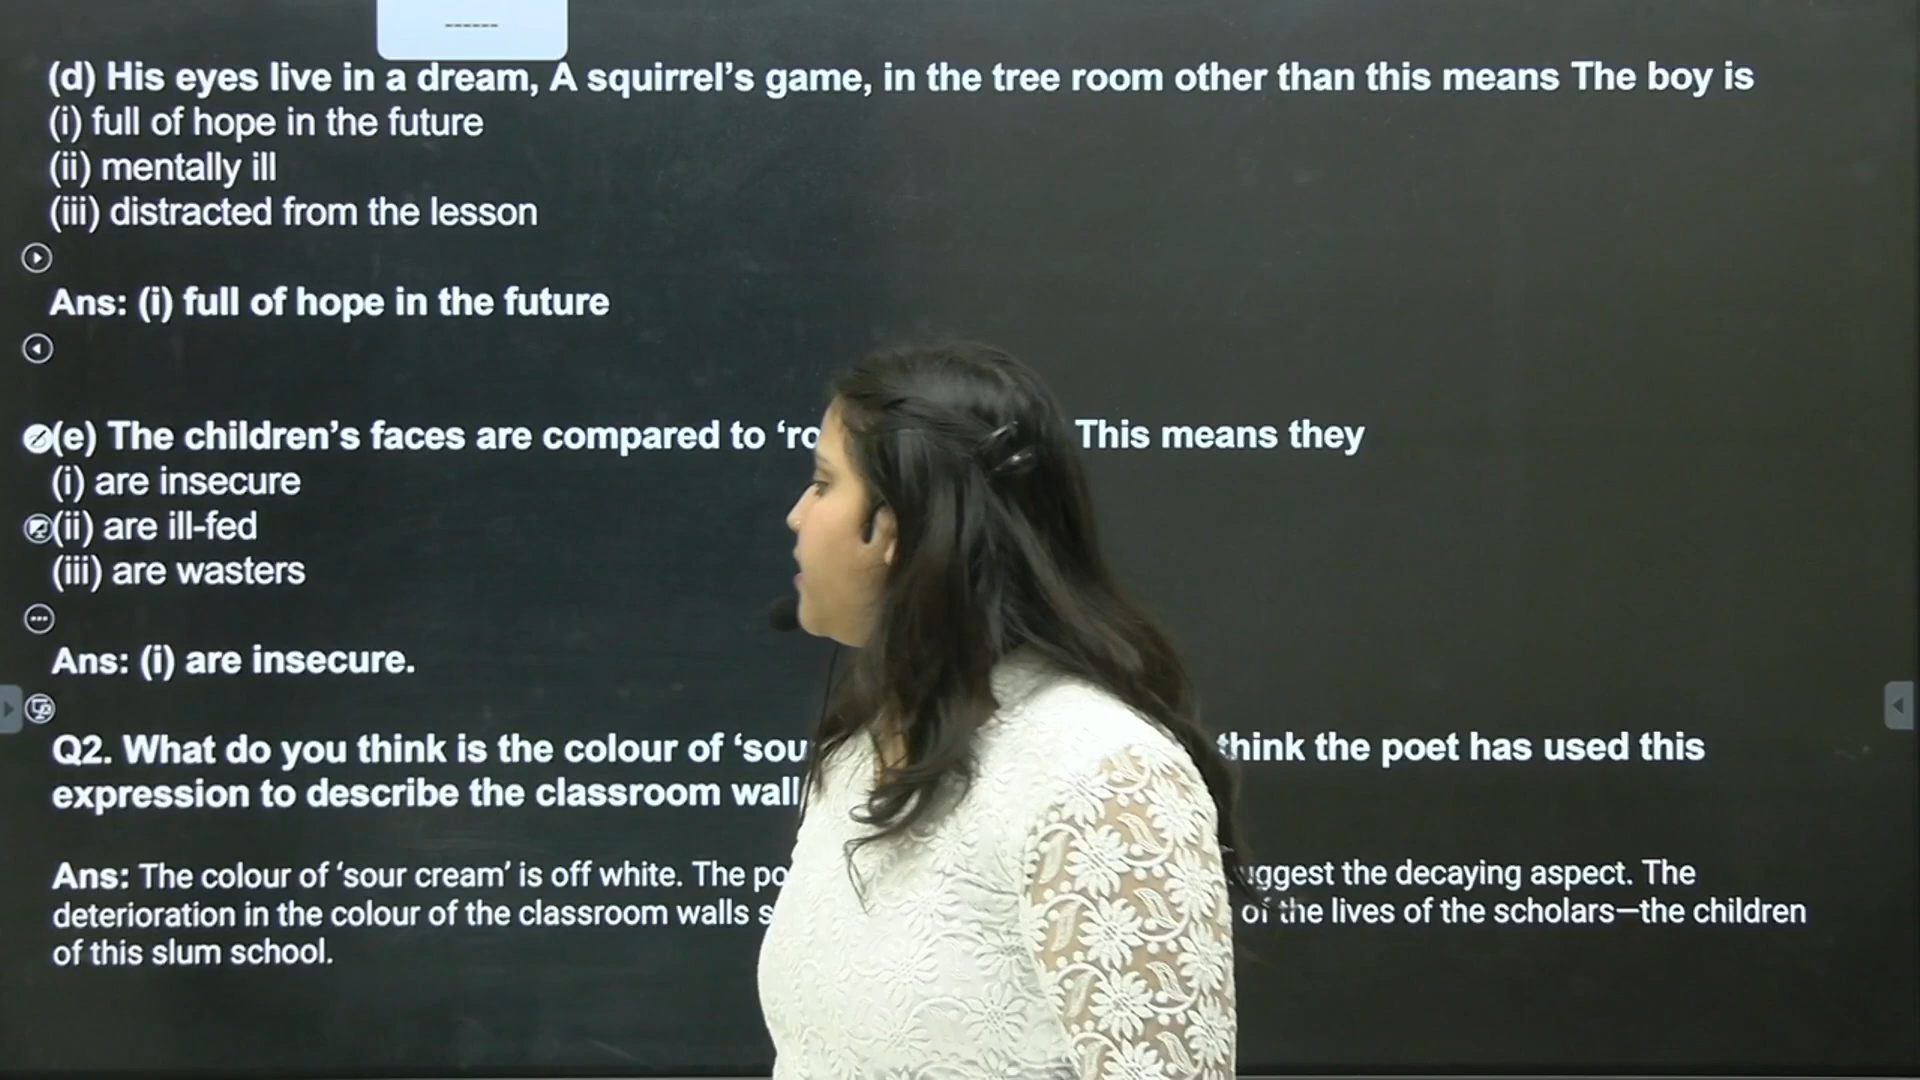 ------
(d) His eyes live in a dream, A squirrel’s game, in the tree room other than this means The boy is
(i) full of hope in the future
(ii) mentally ill
(iii) distracted from the lesson
Ans: (i) full of hope in the future
(e) The children’s faces are compared to ‘ro This means they
(i) are insecure
(ii) are ill-fed
(iii) are wasters
Ans: (i) are insecure.
Q2. What do you think is the colour of ‘sou think the poet has used this
expression to describe the classroom wall
Ans: The colour of ‘sour cream’ is off white. The po uggest the decaying aspect. The
deterioration in the colour of the classroom walls s of the lives of the scholars—the children
of this slum school.